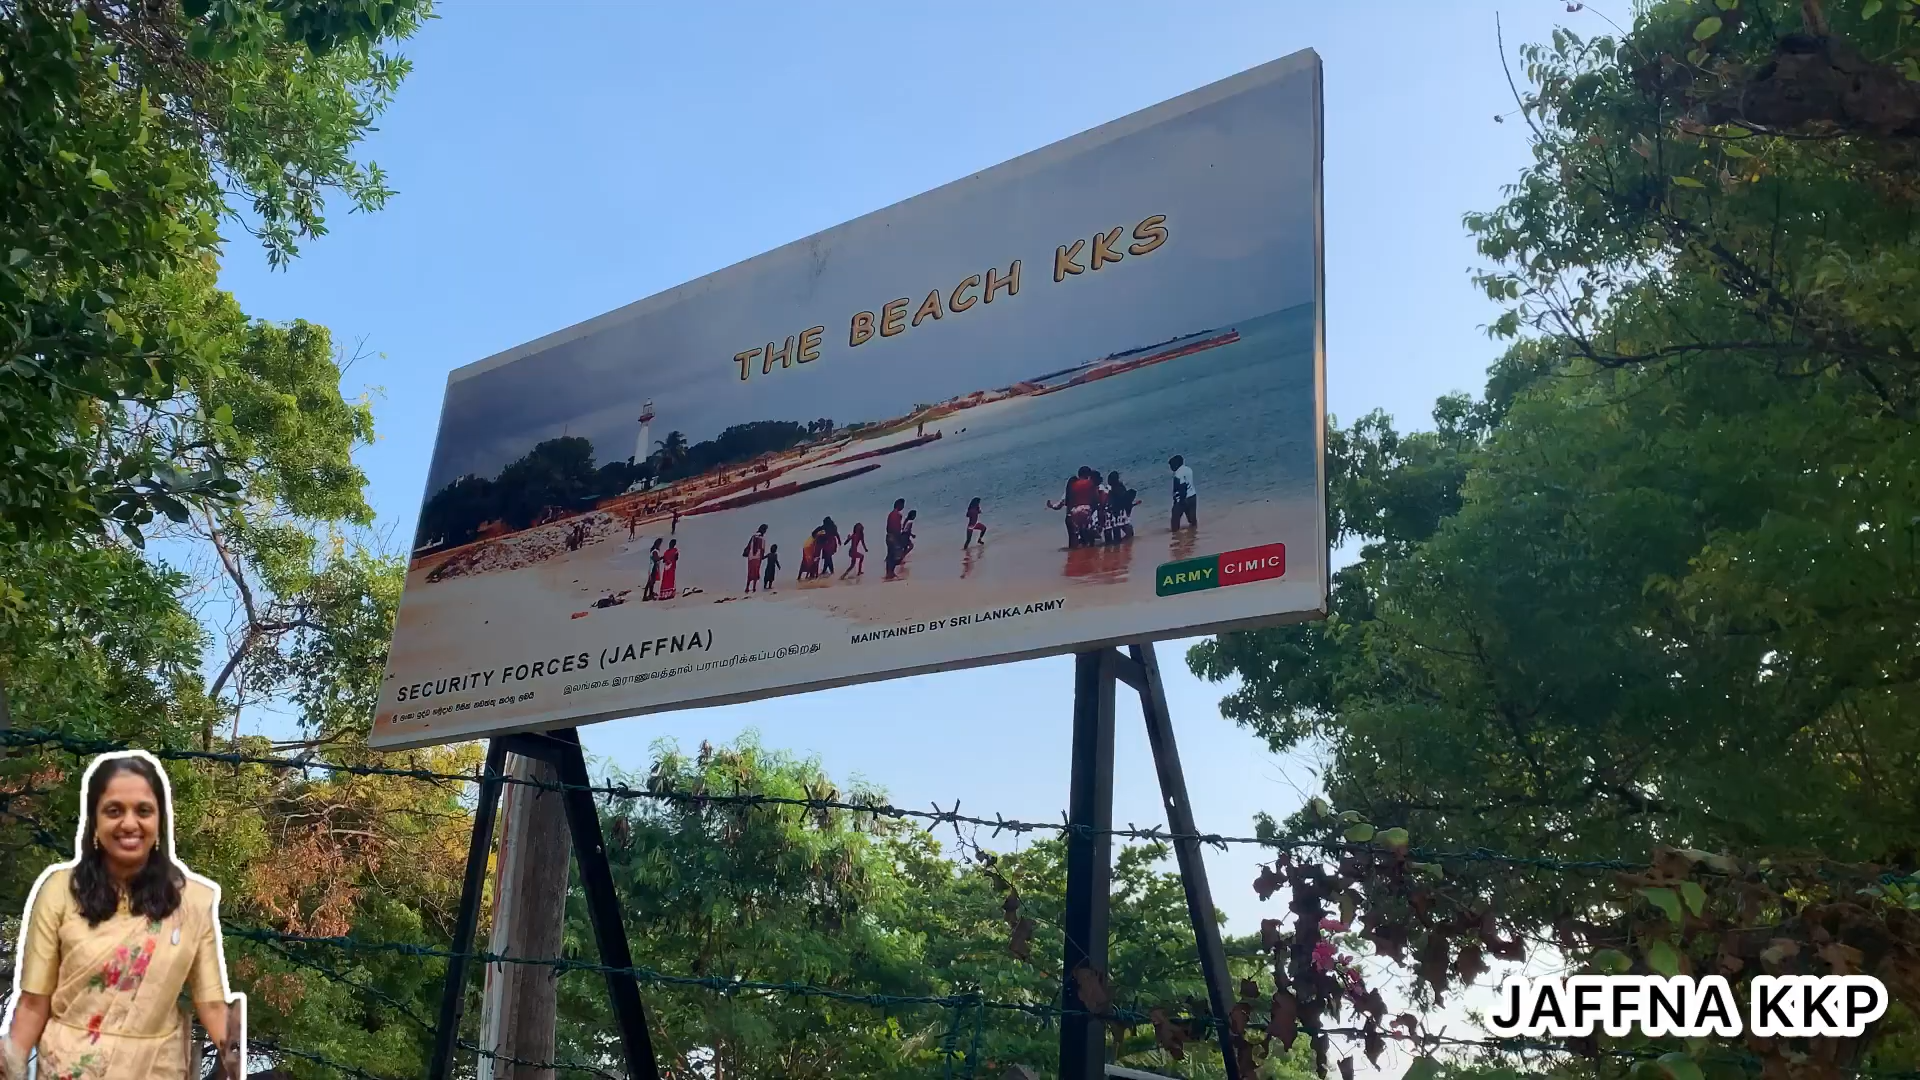 THE BEACH KKS
ARMY CIMIC
SECURITY FORCES (JAFFNA)
MAINTAINED BY SRI LANKA ARMY
இலங்கை இராணுவத்தால் பராமரிக்கப்படுகிறது
JAFFNA KKP